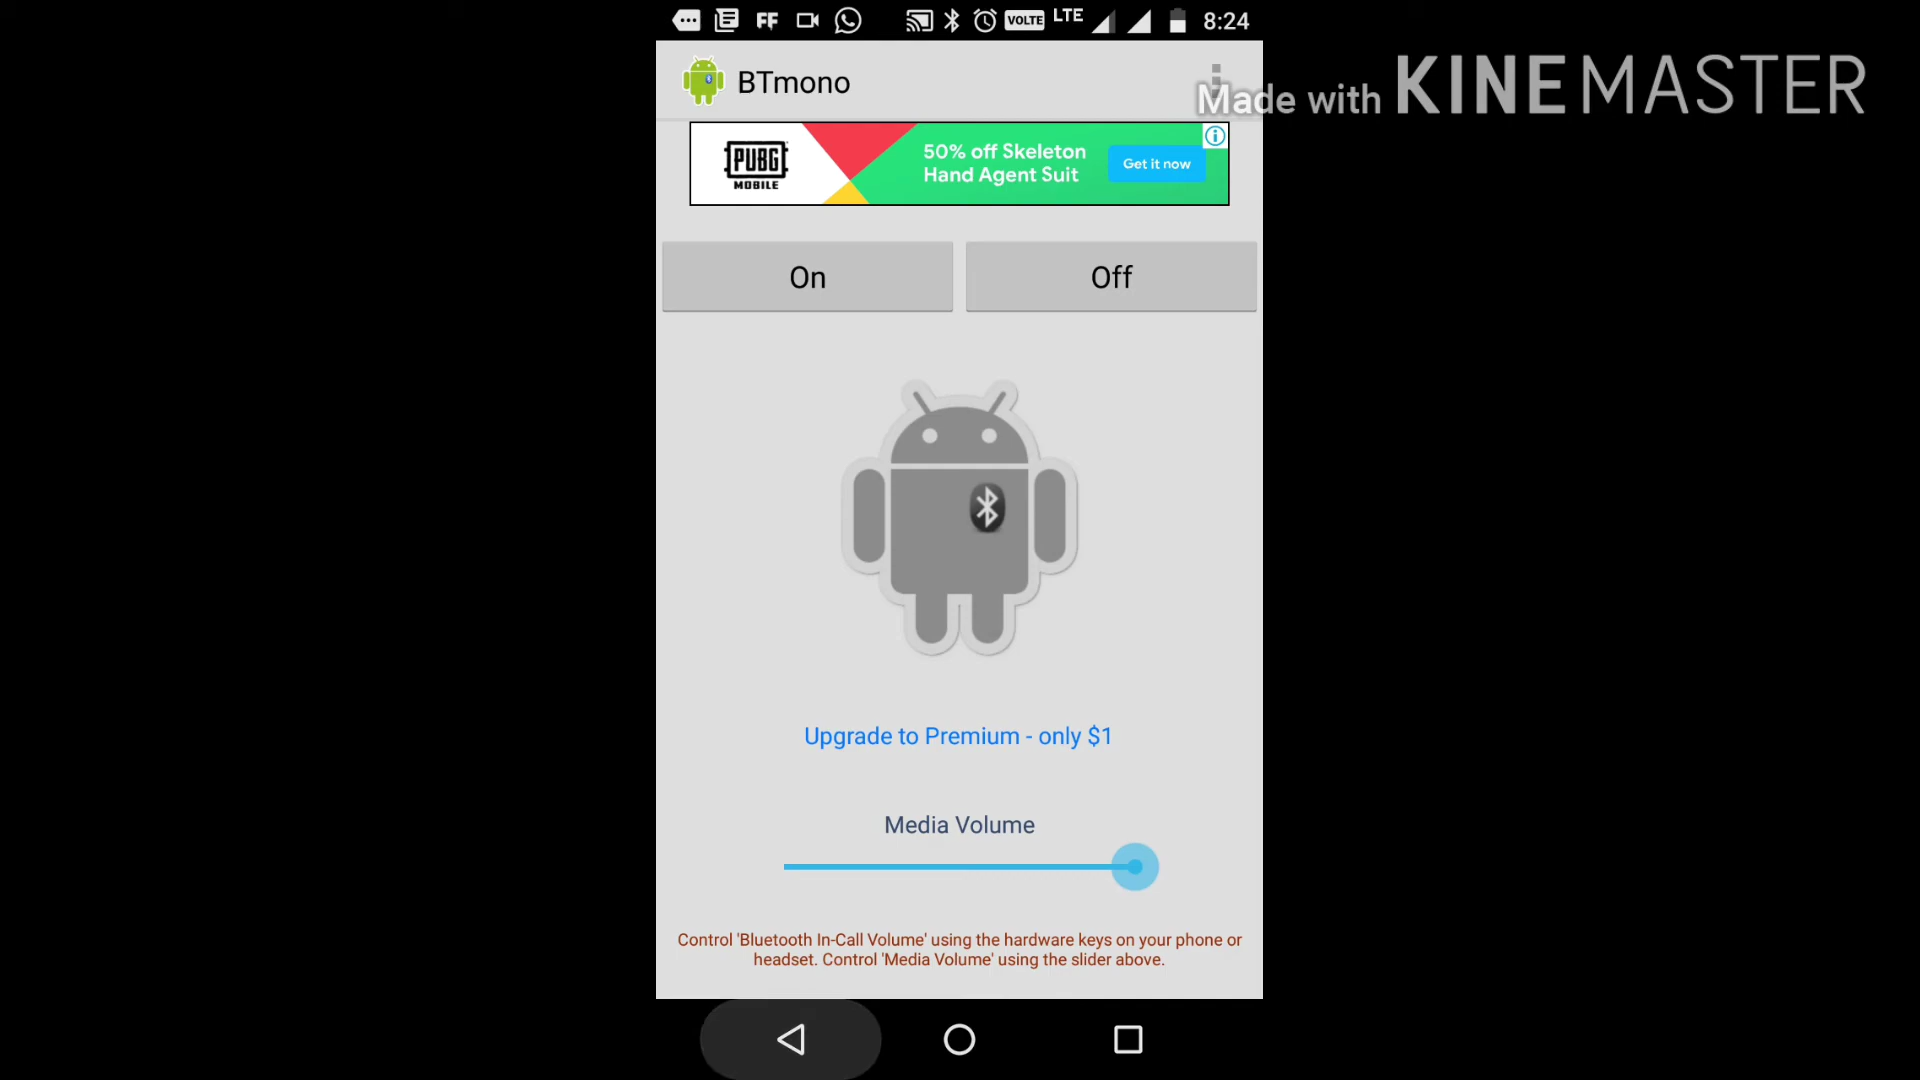 FF
VOLTE
LTE
8:24
BTmono
Made with KINEMASTER
PUBG
MOBILE
50% off Skeleton
Hand Agent Suit
Get it now
On
Off
Upgrade to Premium - only $1
Media Volume
Control 'Bluetooth In-Call Volume' using the hardware keys on your phone or
headset. Control 'Media Volume' using the slider above.